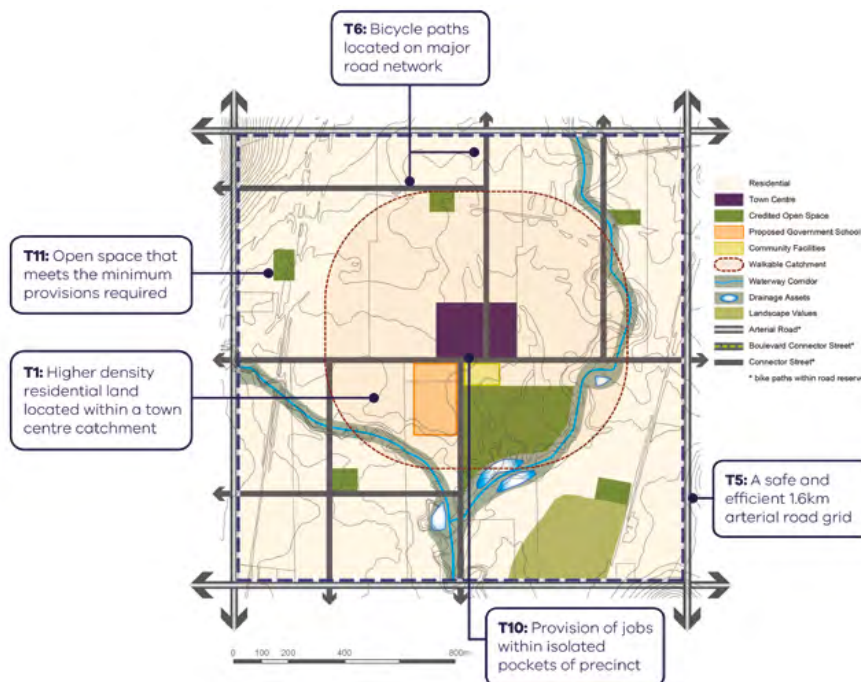 T6: Bicycle paths
located on major
road network
T11: Open space that
meets the minimum
provisions required
T1: Higher density
residential land
located within a town
centre catchment
Residential
Town Centre
Credited Open Space
Proposed Government School
Community Facilities
Walkable Catchment
Waterway Corridor
Drainage Assets
Landscape Values
Arterial Road*
Boulevard Connector Street*
Connector Street*
* bike paths within road reserve
T5: A safe and
efficient 1.6km
arterial road grid
T10: Provision of jobs
within isolated
pockets of precinct
0 100 200 400 800m